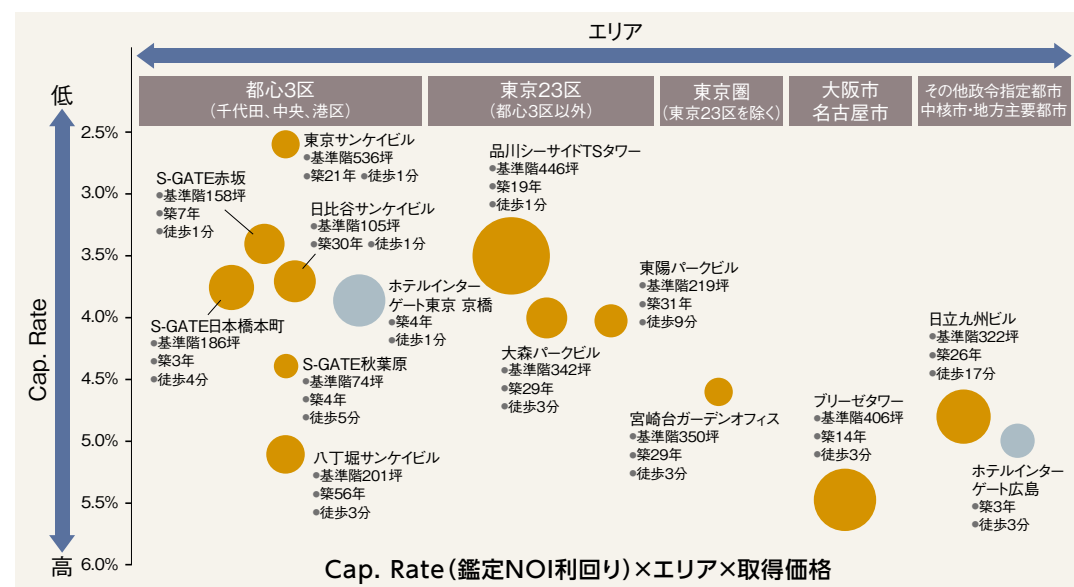 エリア
都心3区
（千代田、中央、港区）
東京23区
（都心3区以外）
東京圏
（東京23区を除く）
大阪市
名古屋市
その他政令指定都市
中核市・地方主要都市
低
Cap. Rate
高
2.5%
3.0%
3.5%
4.0%
4.5%
5.0%
5.5%
6.0%
東京サンケイビル
●基準階536坪
●築21年 ●徒歩1分
S-GATE赤坂
●基準階158坪
●築7年
●徒歩1分
日比谷サンケイビル
●基準階105坪
●築30年 ●徒歩1分
S-GATE日本橋本町
●基準階186坪
●築3年
●徒歩4分
ホテルインター
ゲート東京 京橋
●築4年
●徒歩1分
S-GATE秋葉原
●基準階74坪
●築4年
●徒歩5分
八丁堀サンケイビル
●基準階201坪
●築56年
●徒歩3分
品川シーサイドTSタワー
●基準階446坪
●築19年
●徒歩1分
大森パークビル
●基準階342坪
●築29年
●徒歩3分
東陽パークビル
●基準階219坪
●築31年
●徒歩9分
宮崎台ガーデンオフィス
●基準階350坪
●築29年
●徒歩3分
ブリーゼタワー
●基準階406坪
●築14年
●徒歩3分
日立九州ビル
●基準階322坪
●築26年
●徒歩17分
ホテルインター
ゲート広島
●築3年
●徒歩3分
Cap. Rate（鑑定NOI利回り）×エリア×取得価格